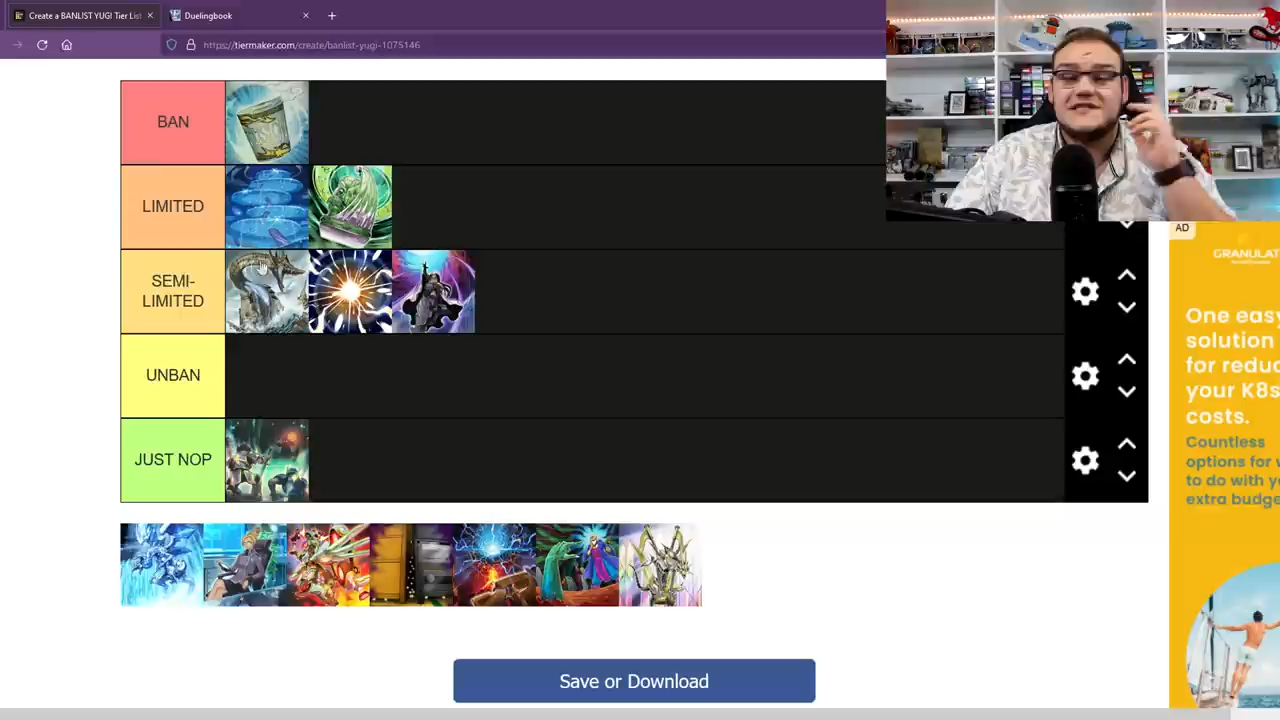 Create a BANLIST YUGI Tier List
Duelingbook
https://tiermaker.com/create/banlist-yugi-1075146
BAN
LIMITED
SEMI-
LIMITED
UNBAN
JUST NOP
AD
GRANULAT
One easy
solution
for reduc
your K8s
costs.
Countless
options for w
to do with yo
extra budge
Save or Download